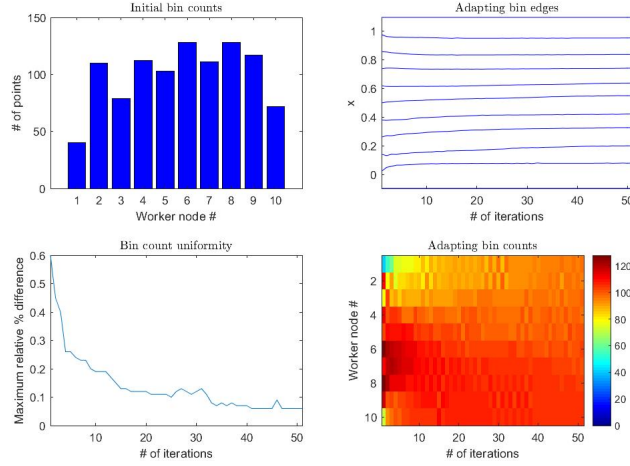 Initial bin counts
150
100
50
0
# of points
1 2 3 4 5 6 7 8 9 10
Worker node #
Adapting bin edges
1
0.8
0.6
0.4
0.2
0
x
10 20 30 40 50
# of iterations
Bin count uniformity
0.6
0.5
0.4
0.3
0.2
0.1
0
Maximum relative % difference
10 20 30 40 50
# of iterations
Adapting bin counts
2
4
6
8
10
Worker node #
10 20 30 40 50
# of iterations
120
100
80
60
40
20
0